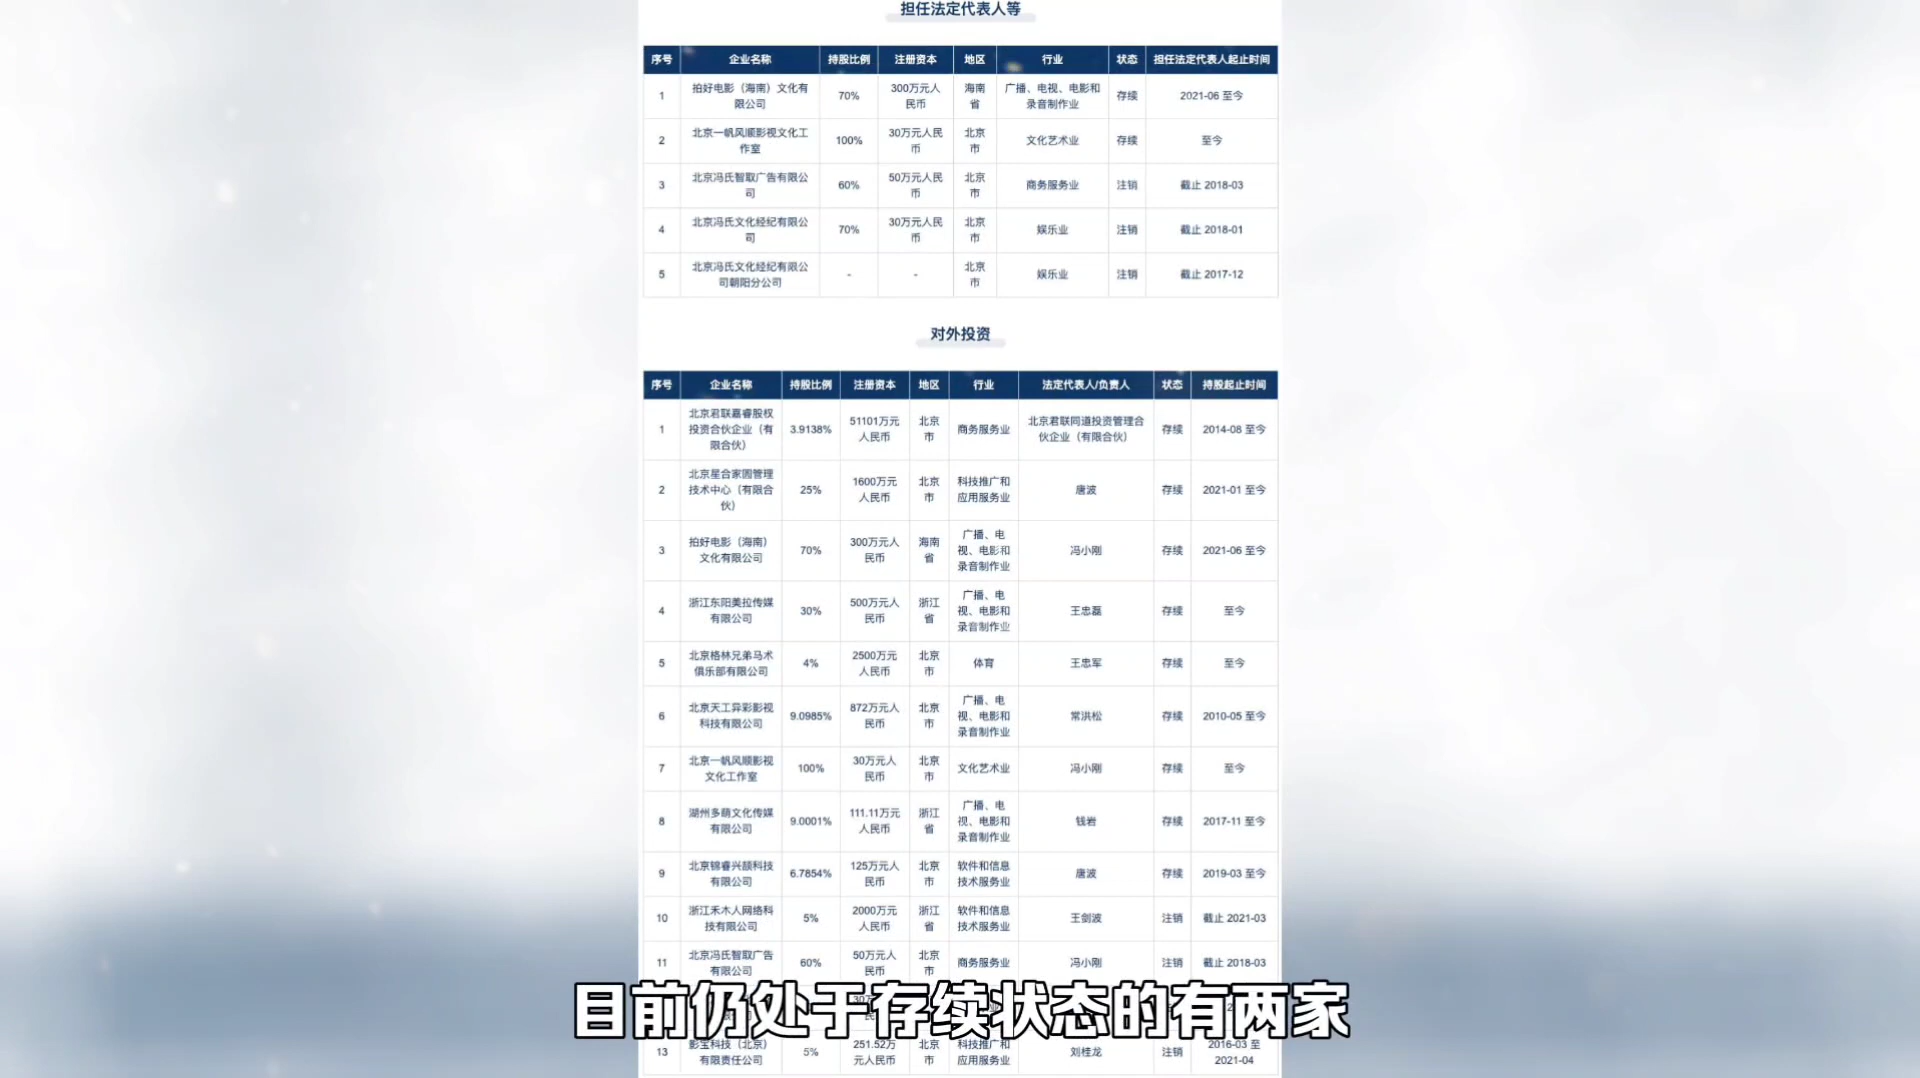 担任法定代表人等
序号 企业名称 持股比例 注册资本 地区 行业 状态 担任法定代表人起止时间
1 拍好电影（海南）文化有限公司 70% 300万元人民币 海南省 广播、电视、电影和录音制作业 存续 2021-06 至今
2 北京一帆风顺影视文化工作室 100% 30万元人民币 北京市 文化艺术业 存续 至今
3 北京冯氏智取广告有限公司 60% 50万元人民币 北京市 商务服务业 注销 截止 2018-03
4 北京冯氏文化经纪有限公司 70% 30万元人民币 北京市 娱乐业 注销 截止 2018-01
5 北京冯氏文化经纪有限公司朝阳分公司 - - 北京市 娱乐业 注销 截止 2017-12
对外投资
序号 企业名称 持股比例 注册资本 地区 行业 法定代表人/负责人 状态 持股起止时间
1 北京君联嘉睿股权投资合伙企业（有限合伙） 3.9138% 51101万元人民币 北京市 商务服务业 北京君联同道投资管理合伙企业（有限合伙） 存续 2014-08 至今
2 北京星合家园管理技术中心（有限合伙） 25% 1600万元人民币 北京市 科技推广和应用服务业 唐波 存续 2021-01 至今
3 拍好电影（海南）文化有限公司 70% 300万元人民币 海南省 广播、电视、电影和录音制作业 冯小刚 存续 2021-06 至今
4 浙江东阳美拉传媒有限公司 30% 500万元人民币 浙江省 广播、电视、电影和录音制作业 王忠磊 存续 至今
5 北京格林兄弟马术俱乐部有限公司 4% 2500万元人民币 北京市 体育 王忠军 存续 至今
6 北京天工异彩影视科技有限公司 9.0985% 872万元人民币 北京市 广播、电视、电影和录音制作业 常洪松 存续 2010-05 至今
7 北京一帆风顺影视文化工作室 100% 30万元人民币 北京市 文化艺术业 冯小刚 存续 至今
8 湖州多萌文化传媒有限公司 9.0001% 111.11万元人民币 浙江省 广播、电视、电影和录音制作业 钱岩 存续 2017-11 至今
9 北京锦睿兴颉科技有限公司 6.7854% 125万元人民币 北京市 软件和信息技术服务业 唐波 存续 2019-03 至今
10 浙江禾木人网络科技有限公司 5% 2000万元人民币 浙江省 软件和信息技术服务业 王剑波 注销 截止 2021-03
11 北京冯氏智取广告有限公司 60% 50万元人民币 北京市 商务服务业 冯小刚 注销 截止 2018-03
目前仍处于存续状态的有两家
13 影宝科技（北京）有限责任公司 5% 251.52万元人民币 北京市 科技推广和应用服务业 刘桂龙 注销 2016-03 至 2021-04